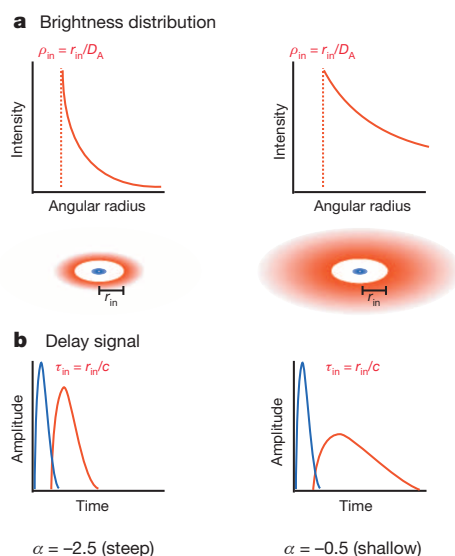 a Brightness distribution
ρin = rin/DA
ρin = rin/DA
Intensity
Intensity
Angular radius
Angular radius
rin
rin
b Delay signal
τin = rin/c
τin = rin/c
Amplitude
Amplitude
Time
Time
α = –2.5 (steep)
α = –0.5 (shallow)